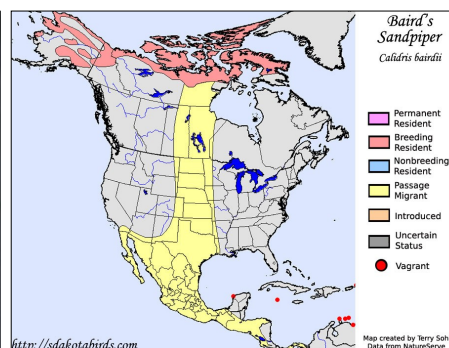 Baird's
Sandpiper
Calidris bairdii
Permanent
Resident
Breeding
Resident
Nonbreeding
Resident
Passage
Migrant
Introduced
Uncertain
Status
Vagrant
http://sdakotabirds.com
Map created by Terry Soh
Data from NatureServe